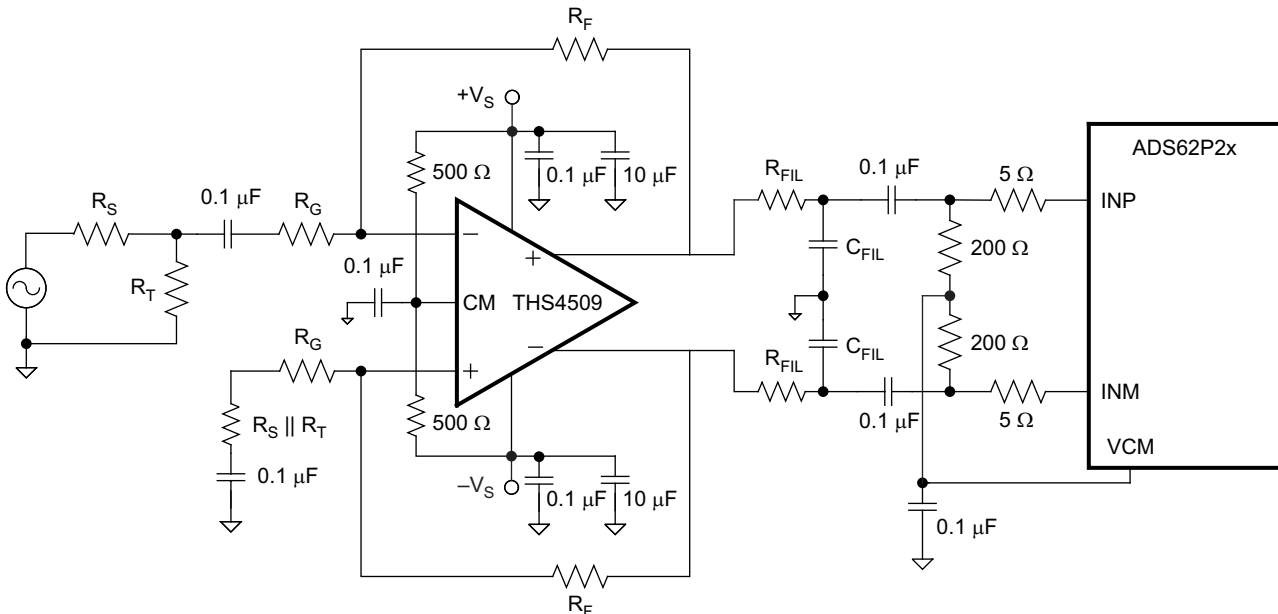 R_F
+V_S
ADS62P2x
500 Ω
0.1 μF
10 μF
R_FIL
0.1 μF
5 Ω
R_S
0.1 μF
R_G
INP
−
+
C_FIL
200 Ω
0.1 μF
R_T
CM
THS4509
R_G
+
−
R_FIL
C_FIL
200 Ω
INM
R_S || R_T
500 Ω
0.1 μF
5 Ω
0.1 μF
VCM
–V_S
0.1 μF
10 μF
0.1 μF
R_F